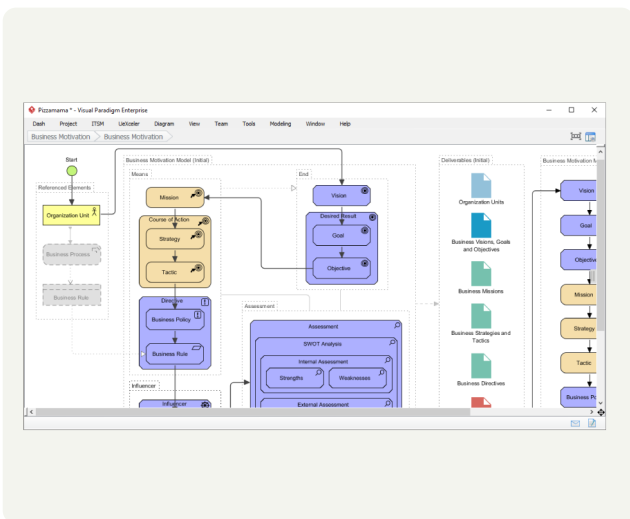 Pizzamama * - Visual Paradigm Enterprise
Dash Project ITSM UeXceler Diagram View Team Tools Modeling Window Help
Business Motivation Business Motivation
Start
Referenced Elements
Organization Unit
Business Process
Business Rule
Business Motivation Model (Initial)
Means
Mission
Course of Action
Strategy
Tactic
Directive
Business Policy
Business Rule
Influencer
Influencer
End
Vision
Desired Result
Goal
Objective
Assessment
Assessment
SWOT Analysis
Internal Assessment
Strengths
Weaknesses
External Assessment
Deliverables (Initial)
Organization Units
Business Visions, Goals
and Objectives
Business Missions
Business Strategies and
Tactics
Business Directives
Business Motivation M
Vision
Goal
Objective
Mission
Strategy
Tactic
Business Po